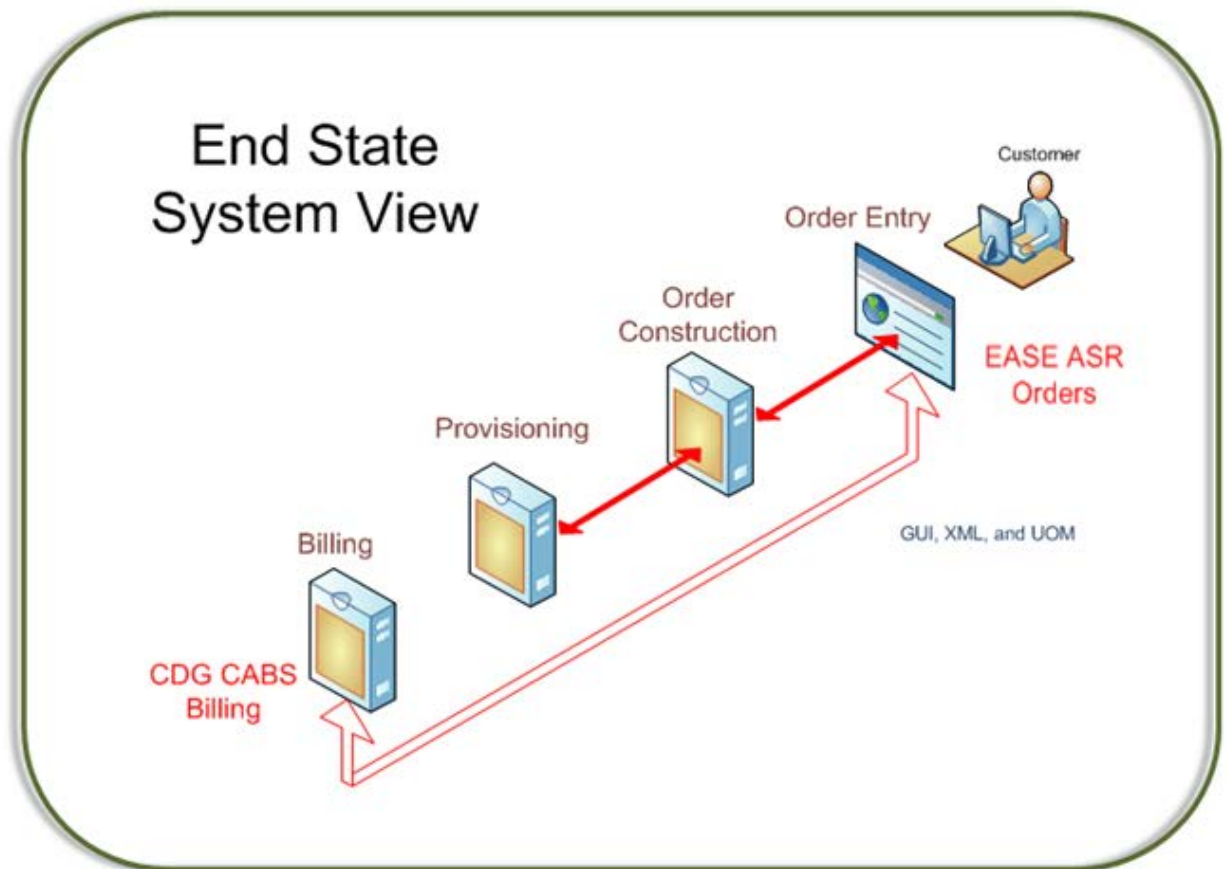 End State
System View
Customer
Order Entry
Order
Construction
EASE ASR
Orders
Provisioning
GUI, XML, and UOM
Billing
CDG CABS
Billing